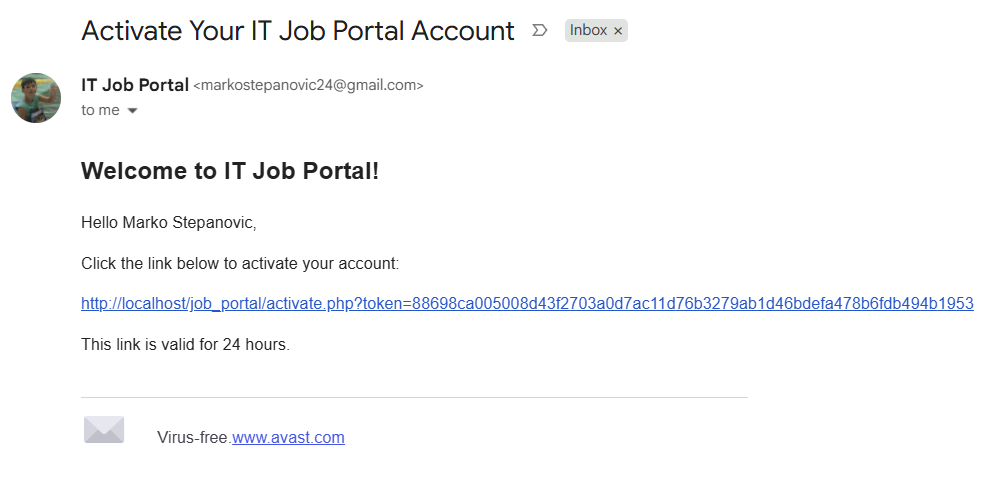 Activate Your IT Job Portal Account Inbox ×
IT Job Portal <markostepanovic24@gmail.com>
to me
Welcome to IT Job Portal!
Hello Marko Stepanovic,
Click the link below to activate your account:
http://localhost/job_portal/activate.php?token=88698ca005008d43f2703a0d7ac11d76b3279ab1d46bdefa478b6fdb494b1953
This link is valid for 24 hours.
Virus-free.www.avast.com